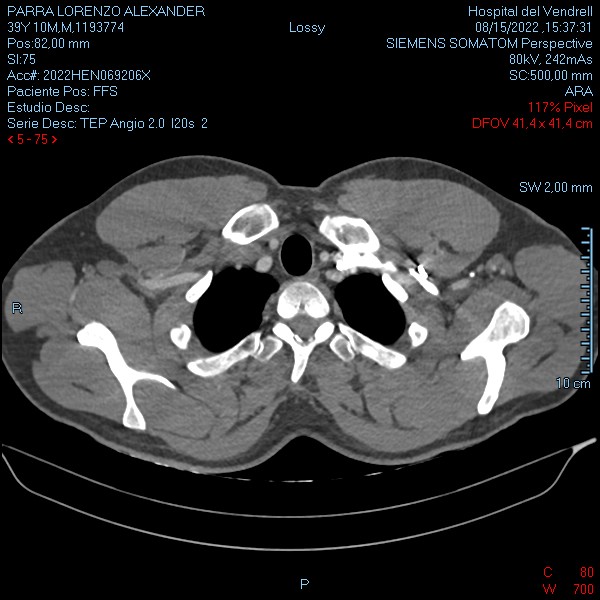 PARRA LORENZO ALEXANDER
39Y 10M,M,1193774
Pos:82,00 mm
SI:75
Acc#: 2022HEN069206X
Paciente Pos: FFS
Estudio Desc:
Serie Desc: TEP Angio 2.0 I20s 2
< 5 - 75 >
Lossy
Hospital del Vendrell
08/15/2022 ,15:37:31
SIEMENS SOMATOM Perspective
80kV, 242mAs
SC:500,00 mm
ARA
117% Pixel
DFOV 41,4 x 41,4 cm
SW 2,00 mm
R
10 cm
P
C 80
W 700